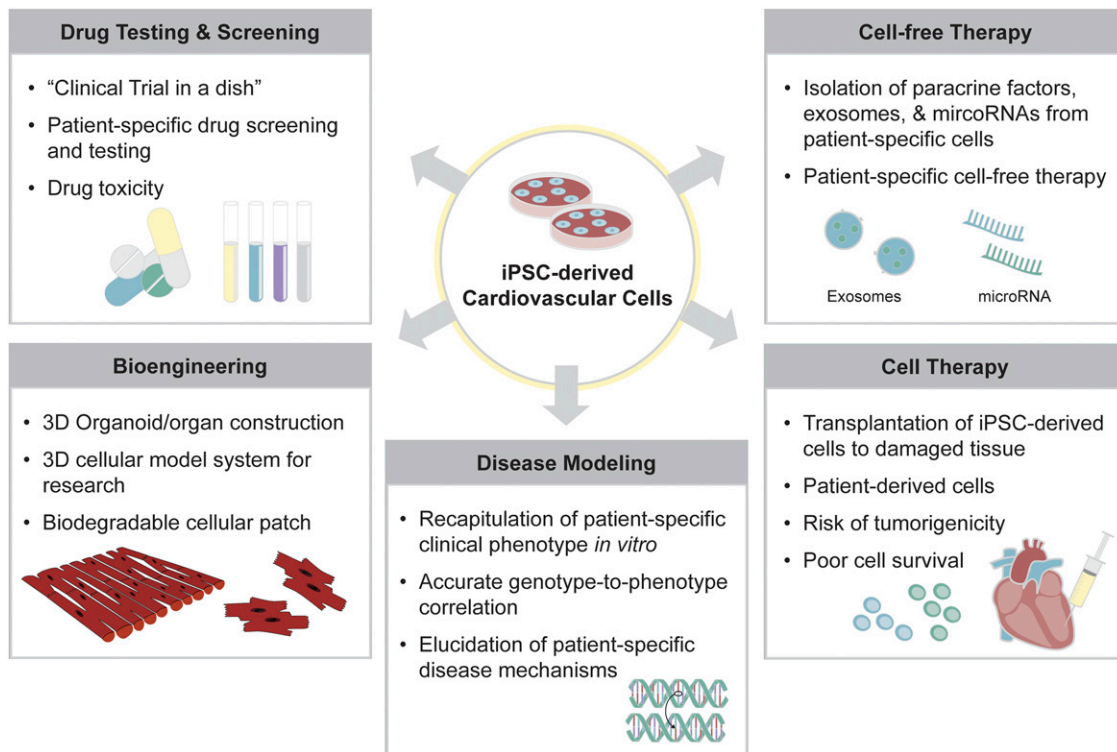 Drug Testing & Screening
• “Clinical Trial in a dish”
• Patient-specific drug screening
and testing
• Drug toxicity
Cell-free Therapy
• Isolation of paracrine factors,
exosomes, & mircoRNAs from
patient-specific cells
• Patient-specific cell-free therapy
Exosomes
microRNA
iPSC-derived
Cardiovascular Cells
Bioengineering
• 3D Organoid/organ construction
• 3D cellular model system for
research
• Biodegradable cellular patch
Disease Modeling
• Recapitulation of patient-specific
clinical phenotype in vitro
• Accurate genotype-to-phenotype
correlation
• Elucidation of patient-specific
disease mechanisms
Cell Therapy
• Transplantation of iPSC-derived
cells to damaged tissue
• Patient-derived cells
• Risk of tumorigenicity
• Poor cell survival